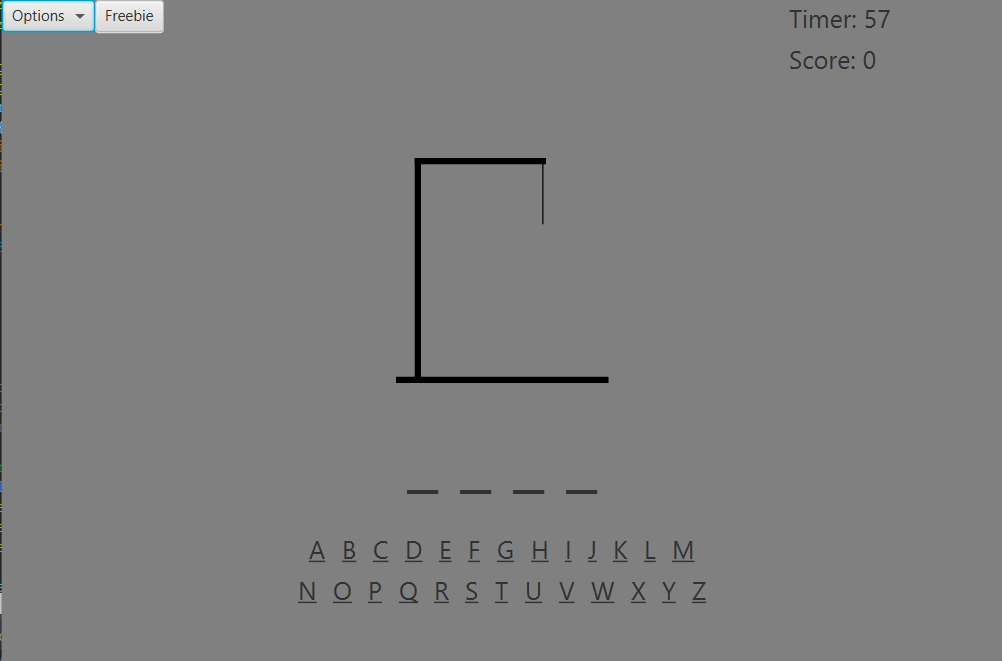 Options Freebie
Timer: 57
Score: 0
A B C D E F G H I J K L M
N O P Q R S T U V W X Y Z